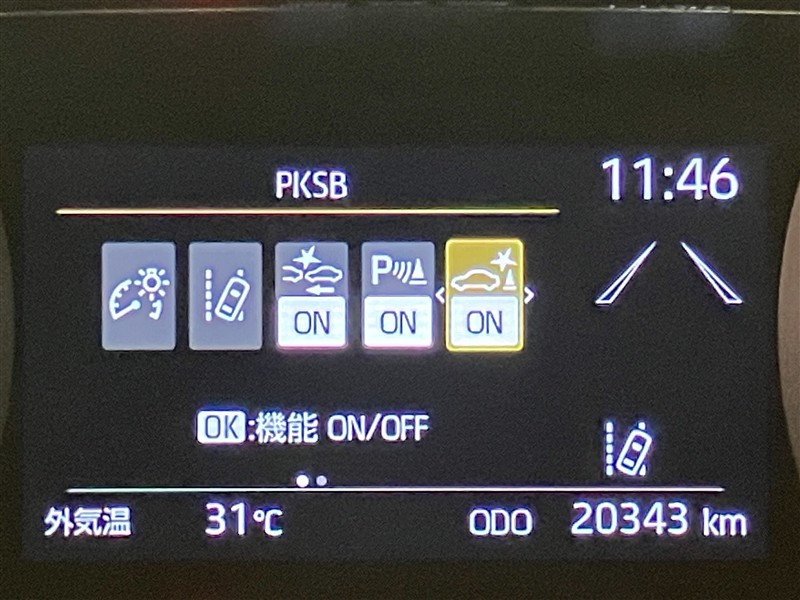 PKSB
11:46
ON
P
ON
ON
OK:機能 ON/OFF
外気温 31℃ ODO 20343 km